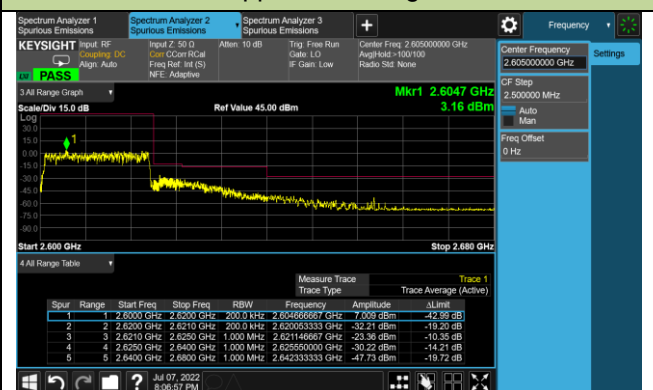 Spectrum Analyzer 1
Spurious Emissions
Spectrum Analyzer 2
Spurious Emissions
Spectrum Analyzer 3
Spurious Emissions
+
Frequency
KEYSIGHT
Input: RF
Coupling: DC
Align: Auto
Input Z: 50 Ω
Corr CCorr RCal
Freq Ref: Int (S)
NFE: Adaptive
Atten: 10 dB
Trig: Free Run
Gate: LO
IF Gain: Low
Center Freq: 2.605000000 GHz
Avg|Hold:>100/100
Radio Std: None
PASS
Center Frequency
2.605000000 GHz
Settings
CF Step
2.500000 MHz
Auto
Man
Freq Offset
0 Hz
3 All Range Graph
Mkr1 2.6047 GHz
Scale/Div 15.0 dB
Ref Value 45.00 dBm
3.16 dBm
Log
30.0
15.0
0.00
-15.0
-30.0
-45.0
-60.0
-75.0
-90.0
1
Start 2.600 GHz
Stop 2.680 GHz
4 All Range Table
Measure Trace Trace 1
Trace Type Trace Average (Active)
Spur Range Start Freq Stop Freq RBW Frequency Amplitude ΔLimit
1 1 2.6000 GHz 2.6200 GHz 200.0 kHz 2.604666667 GHz 7.009 dBm -42.99 dB
2 2 2.6200 GHz 2.6210 GHz 200.0 kHz 2.620053333 GHz -32.21 dBm -19.20 dB
3 3 2.6210 GHz 2.6250 GHz 1.000 MHz 2.621146667 GHz -23.36 dBm -10.35 dB
4 4 2.6250 GHz 2.6400 GHz 1.000 MHz 2.625550000 GHz -30.22 dBm -14.21 dB
5 5 2.6400 GHz 2.6800 GHz 1.000 MHz 2.642333333 GHz -47.73 dBm -19.72 dB
?
Jul 07, 2022
8:06:57 PM